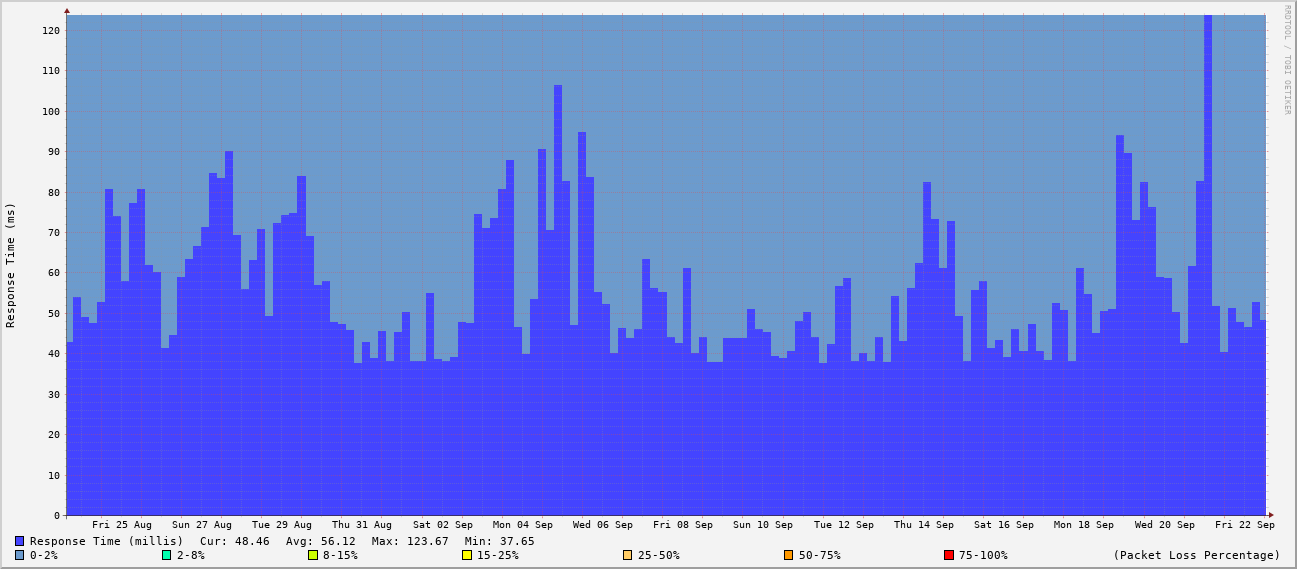 RRDTOOL / TOBI OETIKER
Response Time (ms)
120
110
100
90
80
70
60
50
40
30
20
10
0
Fri 25 Aug Sun 27 Aug Tue 29 Aug Thu 31 Aug Sat 02 Sep Mon 04 Sep Wed 06 Sep Fri 08 Sep Sun 10 Sep Tue 12 Sep Thu 14 Sep Sat 16 Sep Mon 18 Sep Wed 20 Sep Fri 22 Sep
Response Time (millis) Cur: 48.46 Avg: 56.12 Max: 123.67 Min: 37.65
0-2% 2-8% 8-15% 15-25% 25-50% 50-75% 75-100% (Packet Loss Percentage)